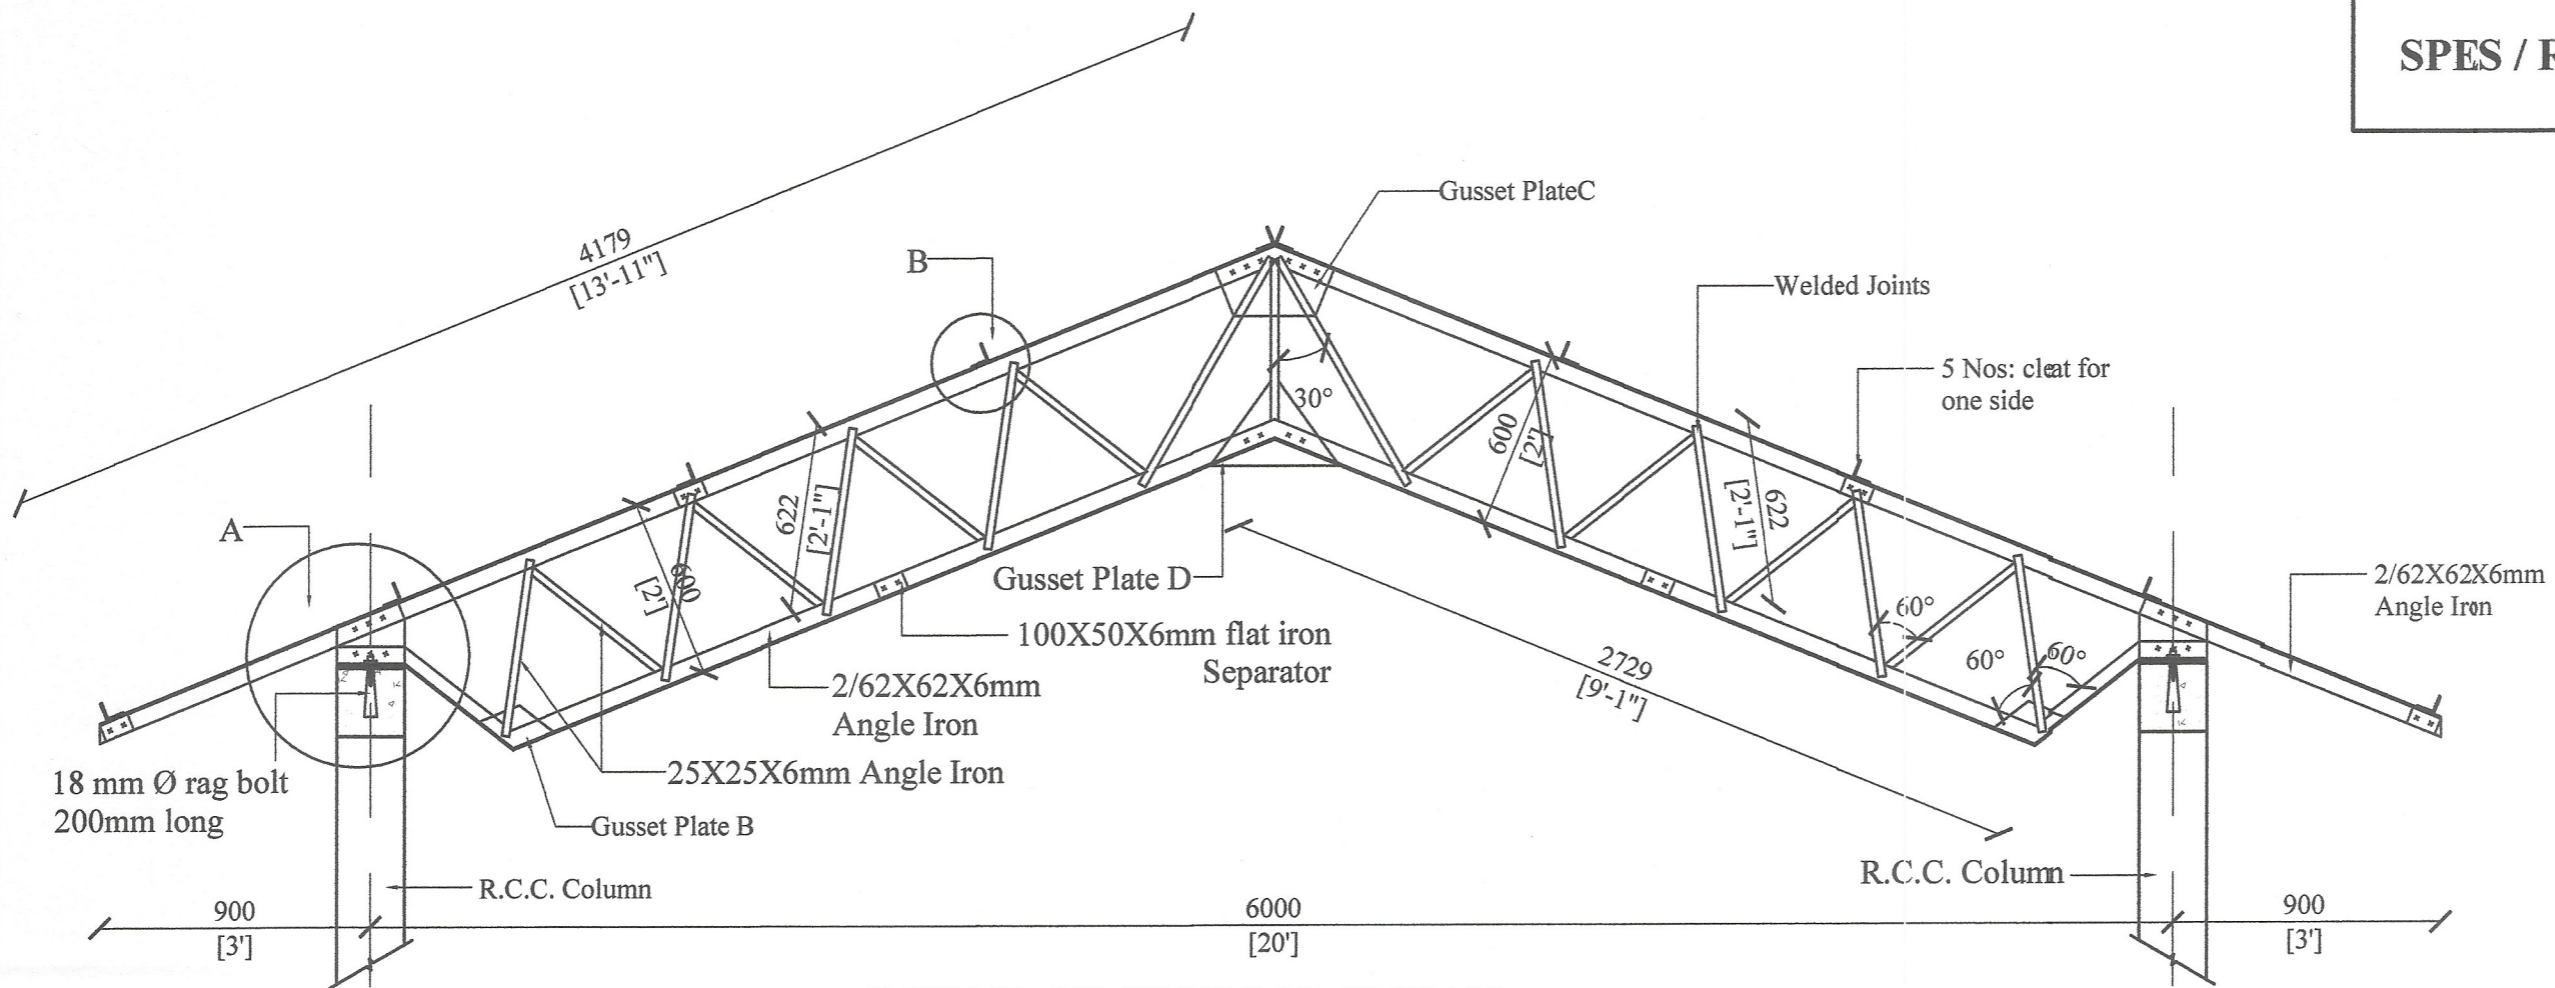 SPES / R
4179
[13'-11"]
Gusset PlateC
B
Welded Joints
5 Nos: cleat for
one side
30°
600
[2']
622
[2'-1"]
622
[2'-1"]
A
600
[2']
Gusset Plate D
100X50X6mm flat iron
Separator
2/62X62X6mm
Angle Iron
60°
60°
60°
2/62X62X6mm
Angle Iron
2729
[9'-1"]
25X25X6mm Angle Iron
18 mm Ø rag bolt
200mm long
Gusset Plate B
R.C.C. Column
R.C.C. Column
900
[3']
6000
[20']
900
[3']